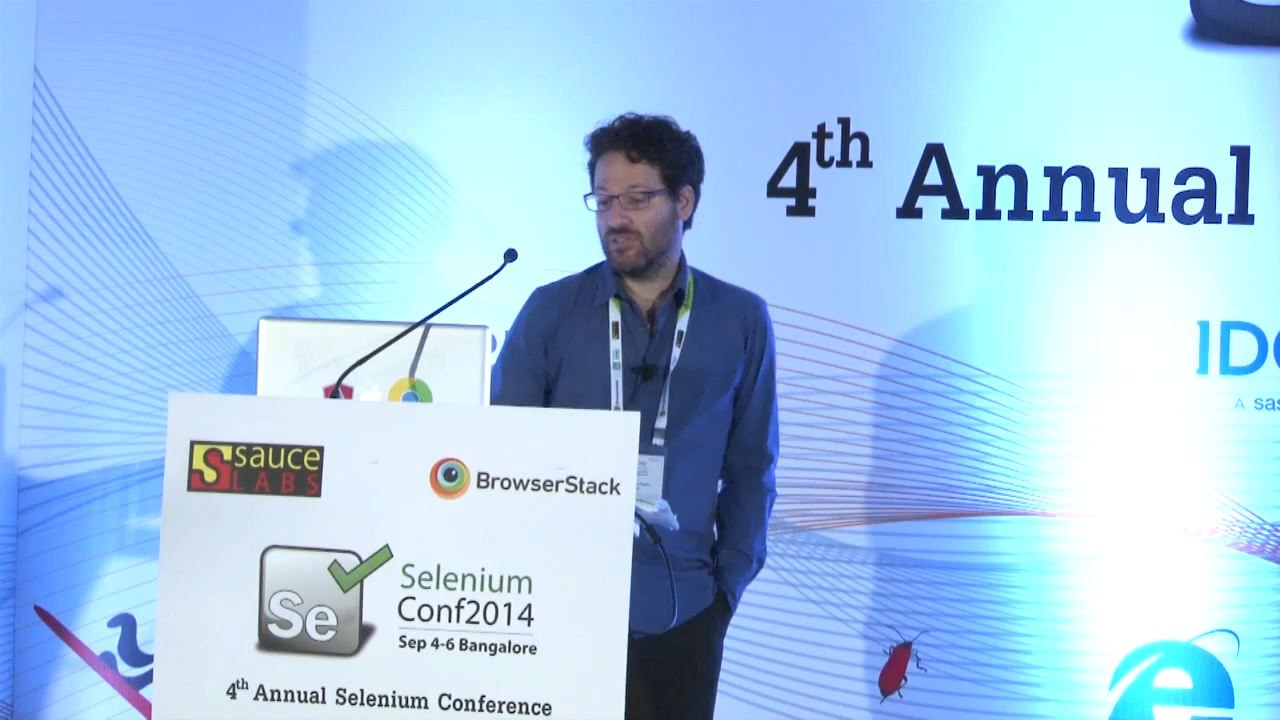 4th Annual
sauce
LABS
BrowserStack
Se
Selenium
Conf2014
Sep 4-6 Bangalore
4th Annual Selenium Conference